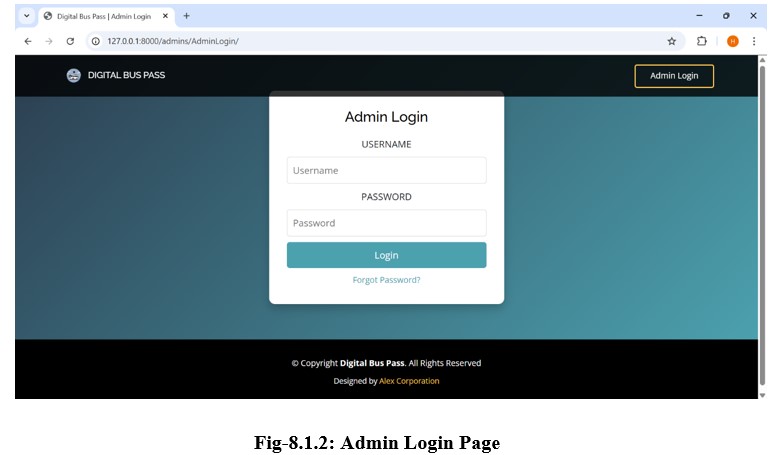 Digital Bus Pass | Admin Login
127.0.0.1:8000/admins/AdminLogin/
H
DIGITAL BUS PASS
Admin Login
Admin Login
USERNAME
Username
PASSWORD
Password
Login
Forgot Password?
© Copyright Digital Bus Pass. All Rights Reserved
Designed by Alex Corporation
Fig-8.1.2: Admin Login Page